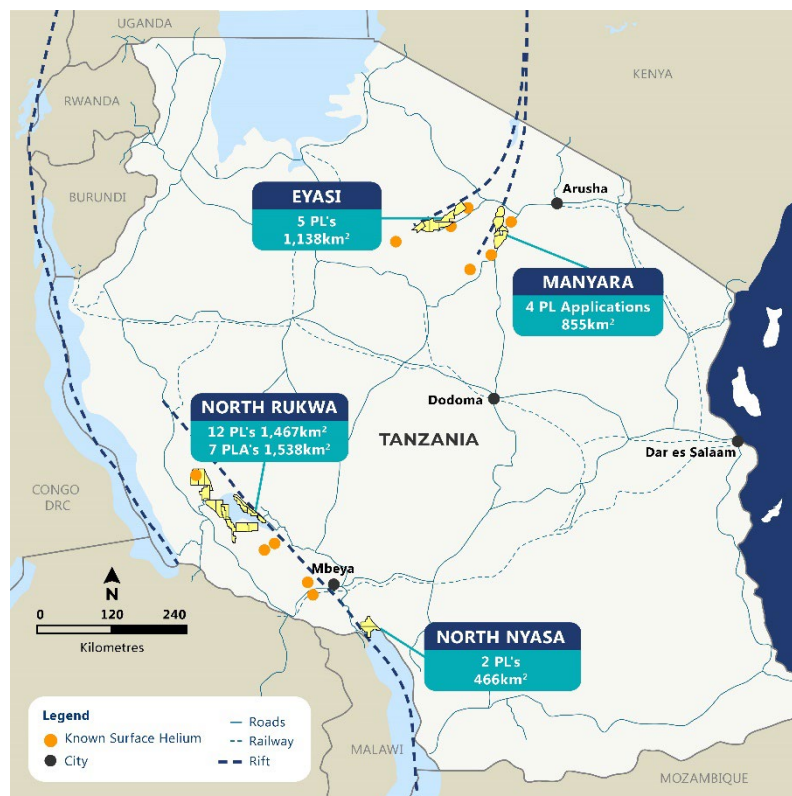 UGANDA
KENYA
RWANDA
BURUNDI
EYASI
5 PL's
1,138km²
Arusha
MANYARA
4 PL Applications
855km²
NORTH RUKWA
12 PL's 1,467km²
7 PLA's 1,538km²
Dodoma
TANZANIA
Dar es Salaam
CONGO
DRC
Mbeya
N
0 120 240
Kilometres
NORTH NYASA
2 PL's
466km²
Legend
Known Surface Helium
City
Roads
Railway
Rift
MALAWI
MOZAMBIQUE